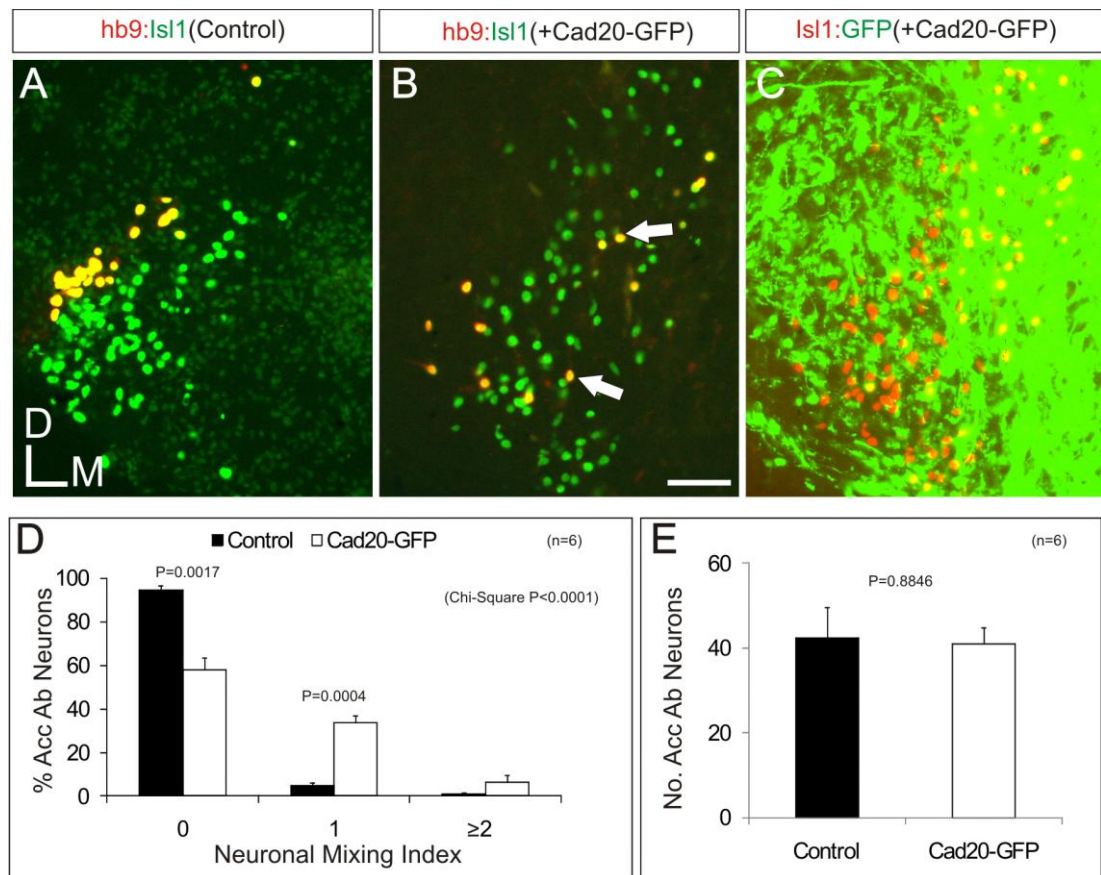 hb9:Isl1(Control)
hb9:Isl1(+Cad20-GFP)
Isl1:GFP(+Cad20-GFP)
A
B
C
D
M
D
Control
Cad20-GFP
(n=6)
100
80
60
40
20
0
P=0.0017
(Chi-Square P<0.0001)
P=0.0004
% Acc Ab Neurons
0
1
≥2
Neuronal Mixing Index
E
(n=6)
60
40
20
0
P=0.8846
No. Acc Ab Neurons
Control
Cad20-GFP